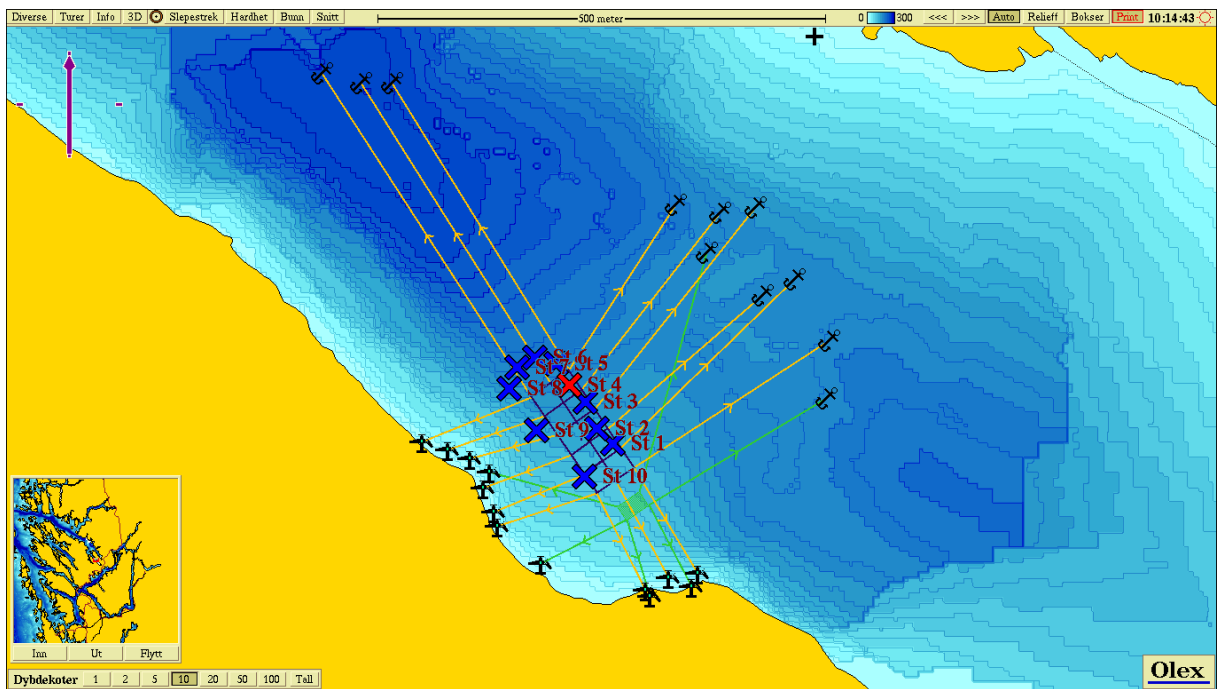 Diverse Turer Info 3D Slepestrek Hardhet Bunn Snitt 500 meter 0 300 <<< >>> Auto Relieff Bokser Print 10:14:43
St 6
St 5
St 7
St 4
St 8
St 3
St 9
St 2
St 1
St 10
Inn Ut Flytt
Dybdekoter 1 2 5 10 20 50 100 Tall
Olex